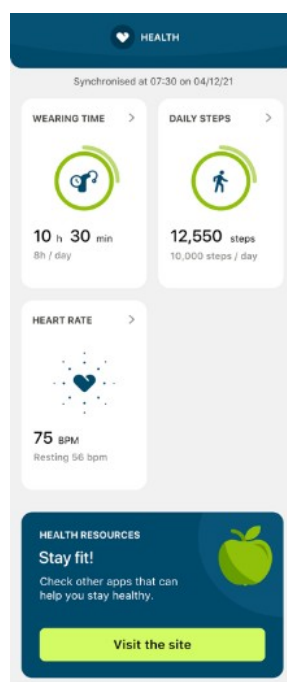 HEALTH
Synchronised at 07:30 on 04/12/21
WEARING TIME
10 h 30 min
8h / day
DAILY STEPS
12,550 steps
10,000 steps / day
HEART RATE
75 BPM
Resting 56 bpm
HEALTH RESOURCES
Stay fit!
Check other apps that can
help you stay healthy.
Visit the site